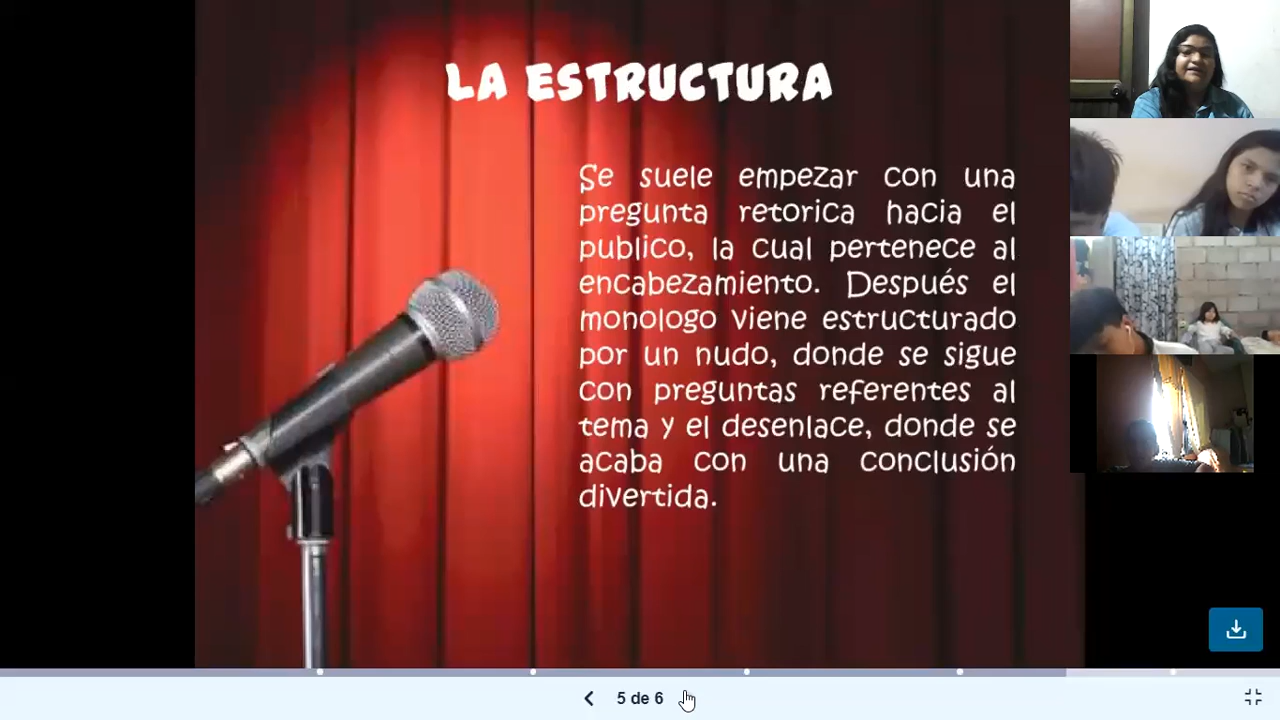 LA ESTRUCTURA
Se suele empezar con una
pregunta retorica hacia el
publico, la cual pertenece al
encabezamiento. Después el
monologo viene estructurado
por un nudo, donde se sigue
con preguntas referentes al
tema y el desenlace, donde se
acaba con una conclusión
divertida.
5 de 6